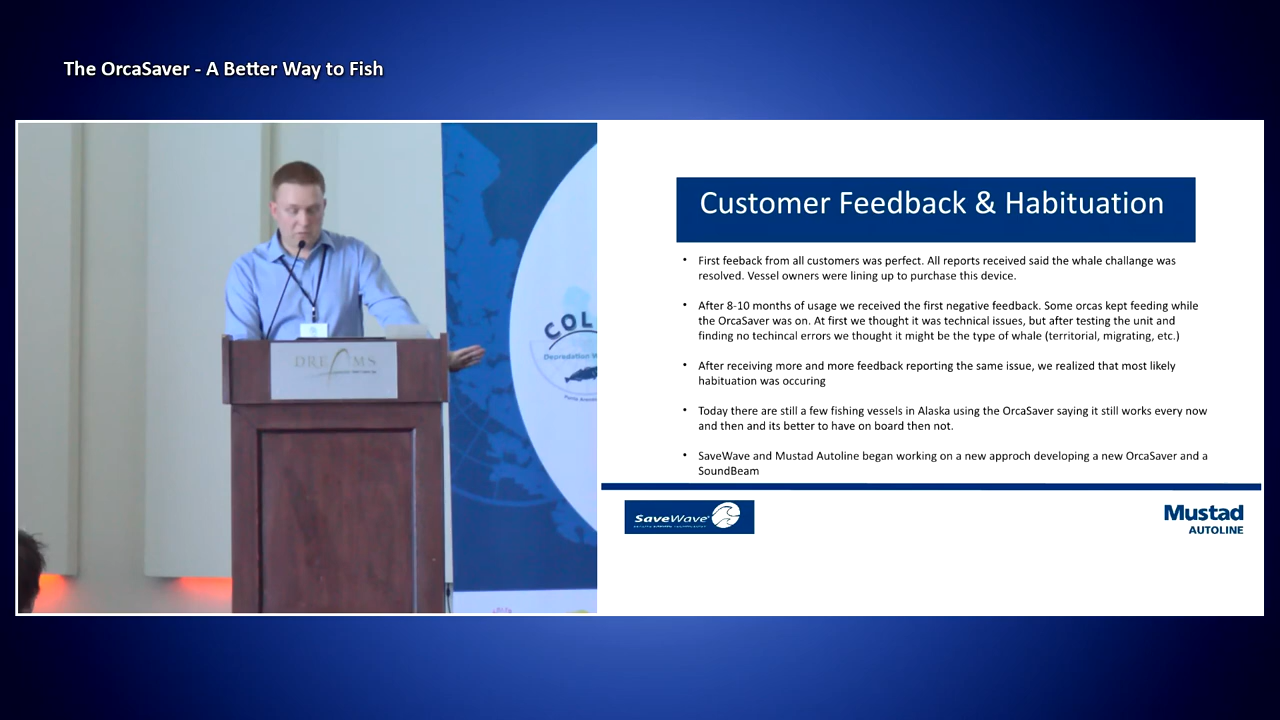 The OrcaSaver - A Better Way to Fish
DREAMS
COL
Degradation W
Punta Arenas
Customer Feedback & Habituation
• First feeback from all customers was perfect. All reports received said the whale challange was
resolved. Vessel owners were lining up to purchase this device.
• After 8-10 months of usage we received the first negative feedback. Some orcas kept feeding while
the OrcaSaver was on. At first we thought it was technical issues, but after testing the unit and
finding no techincal errors we thought it might be the type of whale (territorial, migrating, etc.)
• After receiving more and more feedback reporting the same issue, we realized that most likely
habituation was occuring
• Today there are still a few fishing vessels in Alaska using the OrcaSaver saying it still works every now
and then and its better to have on board then not.
• SaveWave and Mustad Autoline began working on a new approch developing a new OrcaSaver and a
SoundBeam
SaveWave
Mustad
AUTOLINE